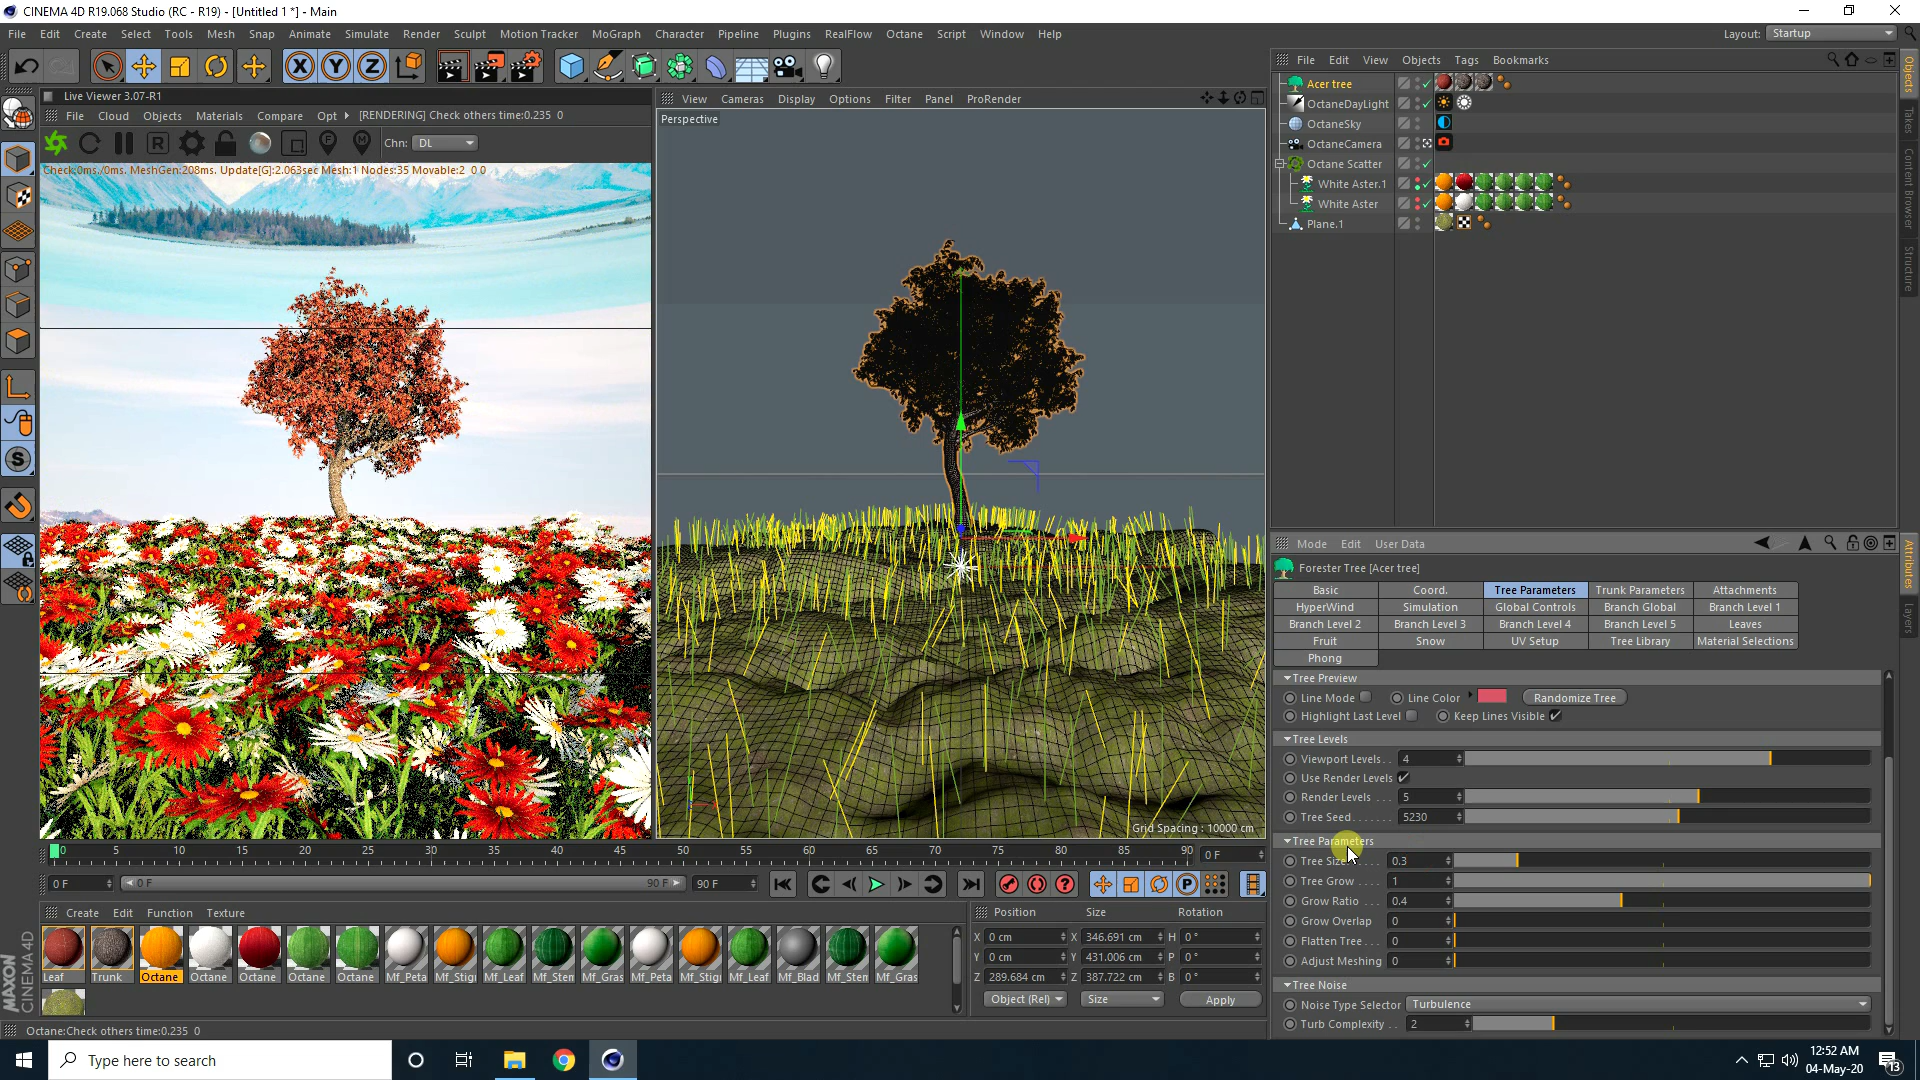 CINEMA 4D R19.068 Studio (RC - R19) - [Untitled 1 *] - Main
File Edit Create Select Tools Mesh Snap Animate Simulate Render Sculpt Motion Tracker MoGraph Character Pipeline Plugins RealFlow Octane Script Window Help
Layout: Startup
Live Viewer 3.07-R1
File Cloud Objects Materials Compare Opt [RENDERING] Check others time:0.235 0
Chn: DL
Check:0ms./0ms. MeshGen:208ms. Update[G]:2.063sec Mesh:1 Nodes:35 Movable:2 0 0
View Cameras Display Options Filter Panel ProRender
Perspective
Grid Spacing : 10000 cm
File Edit View Objects Tags Bookmarks
Acer tree
OctaneDayLight
OctaneSky
OctaneCamera
Octane Scatter
White Aster.1
White Aster
Plane.1
Objects
Takes
Content Browser
Structure
Mode Edit User Data
Attributes
Layers
Forester Tree [Acer tree]
Basic Coord. Tree Parameters Trunk Parameters Attachments
HyperWind Simulation Global Controls Branch Global Branch Level 1
Branch Level 2 Branch Level 3 Branch Level 4 Branch Level 5 Leaves
Fruit Snow UV Setup Tree Library Material Selections
Phong
Tree Preview
Line Mode Line Color Randomize Tree
Highlight Last Level Keep Lines Visible
Tree Levels
Viewport Levels . . 4
Use Render Levels
Render Levels . . . 5
Tree Seed . . . . . . . 5230
Tree Parameters
Tree Size . . . . 0.3
Tree Grow . . . . 1
Grow Ratio . . . 0.4
Grow Overlap 0
Flatten Tree . . . 0
Adjust Meshing 0
Tree Noise
Noise Type Selector Turbulence
Turb Complexity . . 2
0 5 10 15 20 25 30 35 40 45 50 55 60 65 70 75 80 85 90 0 F
0 F 0 F 90 F 90 F
Create Edit Function Texture
Leaf Trunk Octane Octane Octane Octane Octane Mf_Peta Mf_Stig Mf_Leaf Mf_Sten Mf_Gras Mf_Peta Mf_Stig Mf_Leaf Mf_Blad Mf_Sten Mf_Gras
MAXON CINEMA 4D
Position Size Rotation
X 0 cm X 346.691 cm H 0 °
Y 0 cm Y 431.006 cm P 0 °
Z 289.684 cm Z 387.722 cm B 0 °
Object (Rel) Size Apply
Octane:Check others time:0.235 0
Type here to search
12:52 AM
04-May-20
13